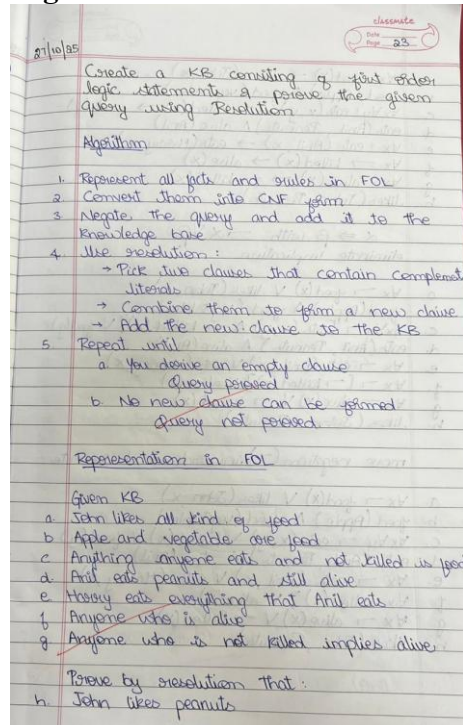 classmate
Date
Page 23
27/10/25
Create a KB consisting of first order
logic statements & prove the given
query using Resolution
Algorithm
1. Represent all facts and rules in FOL
2. Convert them into CNF form
3 Negate the query and add it to the
knowledge base
4 Use resolution :
→ Pick two clauses that contain complemet
literals
→ Combine them to form a new clause
→ Add the new clause to the KB
5. Repeat until
a. You derive an empty clause
Query proved
b. No new clause can be formed
Query not proved
Representation in FOL
Given KB
a. John likes all kind of food
b Apple and vegetable are food
c Anything anyone eats and not killed is food
d. Anil eats peanuts and still alive
e Harry eats everything that Anil eats
f Anyone who is alive
g Anyone who is not killed implies alive
Prove by resolution that :
h. John likes peanuts